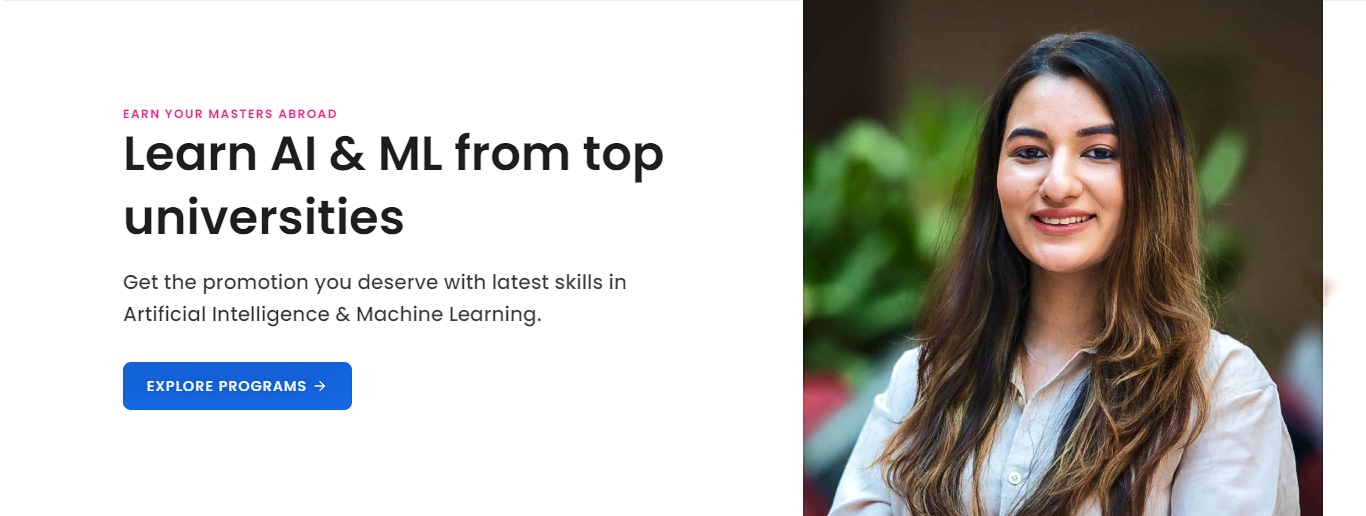 EARN YOUR MASTERS ABROAD
Learn AI & ML from top
universities
Get the promotion you deserve with latest skills in
Artificial Intelligence & Machine Learning.
EXPLORE PROGRAMS →